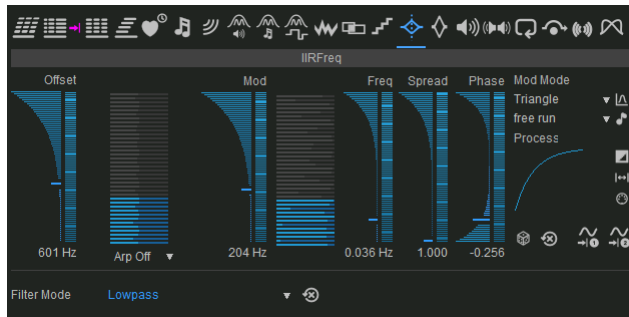 IIRFreq
Offset Mod Freq Spread Phase Mod Mode
Triangle
free run
Process
601 Hz Arp Off 204 Hz 0.036 Hz 1.000 -0.256
Filter Mode Lowpass